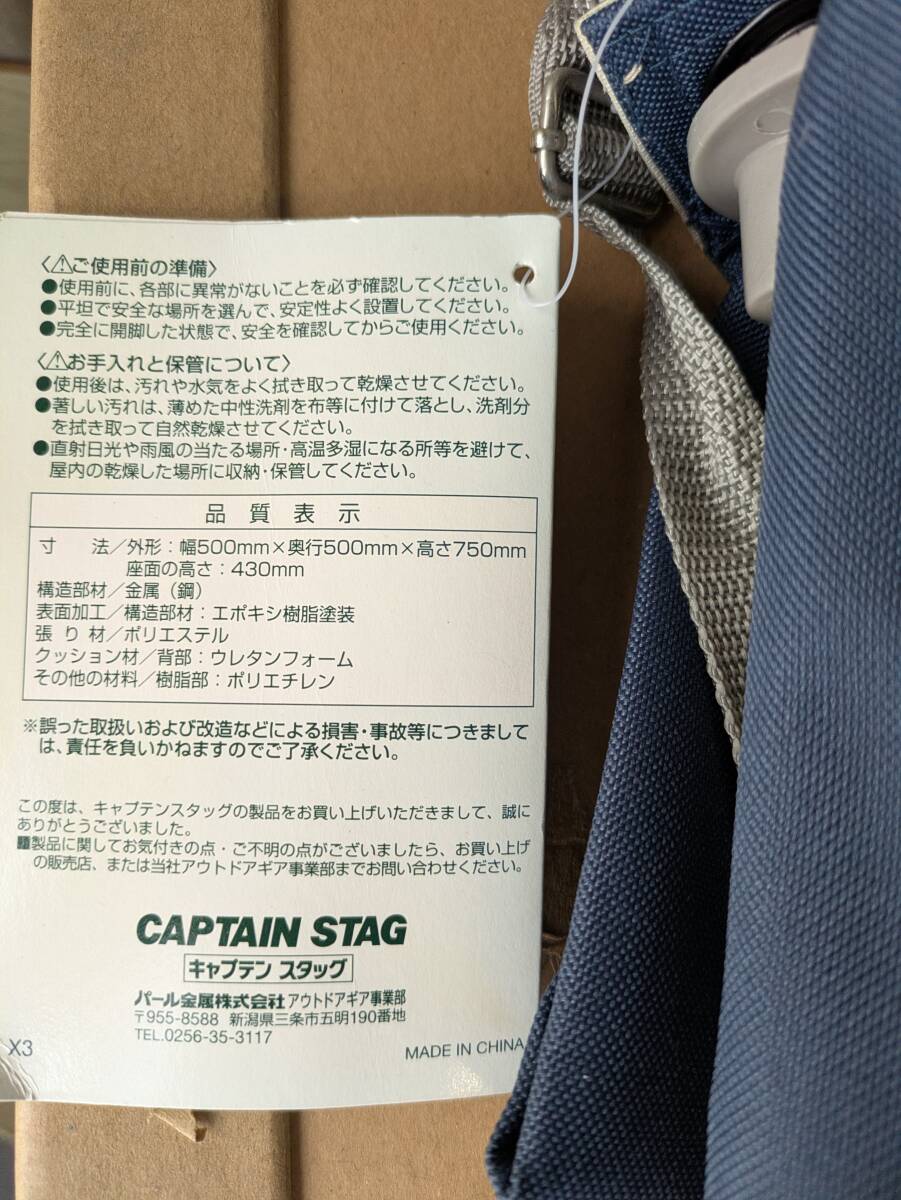 〈⚠ご使用前の準備〉
●使用前に、各部に異常がないことを必ず確認してください。
●平坦で安全な場所を選んで、安定性よく設置してください。
●完全に開脚した状態で、安全を確認してからご使用ください。
〈⚠お手入れと保管について〉
●使用後は、汚れや水気をよく拭き取って乾燥させてください。
●著しい汚れは、薄めた中性洗剤を布等に付けて落とし、洗剤分
を拭き取って自然乾燥させてください。
●直射日光や雨風の当たる場所・高温多湿になる所等を避けて、
屋内の乾燥した場所に収納・保管してください。
品質表示
寸　法／外形：幅500mm×奥行500mm×高さ750mm
座面の高さ：430mm
構造部材／金属（鋼）
表面加工／構造部材：エポキシ樹脂塗装
張り材／ポリエステル
クッション材／背部：ウレタンフォーム
その他の材料／樹脂部：ポリエチレン
※誤った取扱いおよび改造などによる損害・事故等につきまして
は、責任を負いかねますのでご了承ください。
この度は、キャプテンスタッグの製品をお買い上げいただきまして、誠に
ありがとうございました。
製品に関してお気付きの点・ご不明の点がございましたら、お買い上げ
の販売店、または当社アウトドアギア事業部までお問い合わせください。
CAPTAIN STAG
キャプテン スタッグ
パール金属株式会社 アウトドアギア事業部
〒955-8588 新潟県三条市五明190番地
TEL.0256-35-3117
X3
MADE IN CHINA